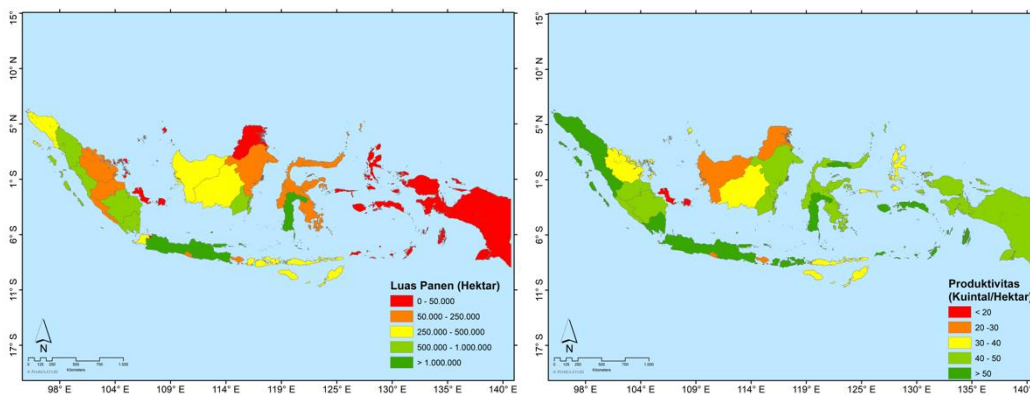 15°
10° N
5°N
1°S
6°S
11°S
17°S
Luas Panen (Hektar)
0 - 50.000
50.000 - 250.000
250.000 - 500.000
500.000 - 1.000.000
> 1.000.000
N
Kilometers
98° E
104° E
109° E
114° E
119° E
125° E
130° E
135° E
140° E
15°
10° N
5°N
1°S
6°S
11°S
17°S
Produktivitas
(Kuintal/Hektar)
< 20
20 -30
30 - 40
40 - 50
> 50
N
Kilometers
98° E
104° E
109° E
114° E
119° E
125° E
130° E
135° E
140° E